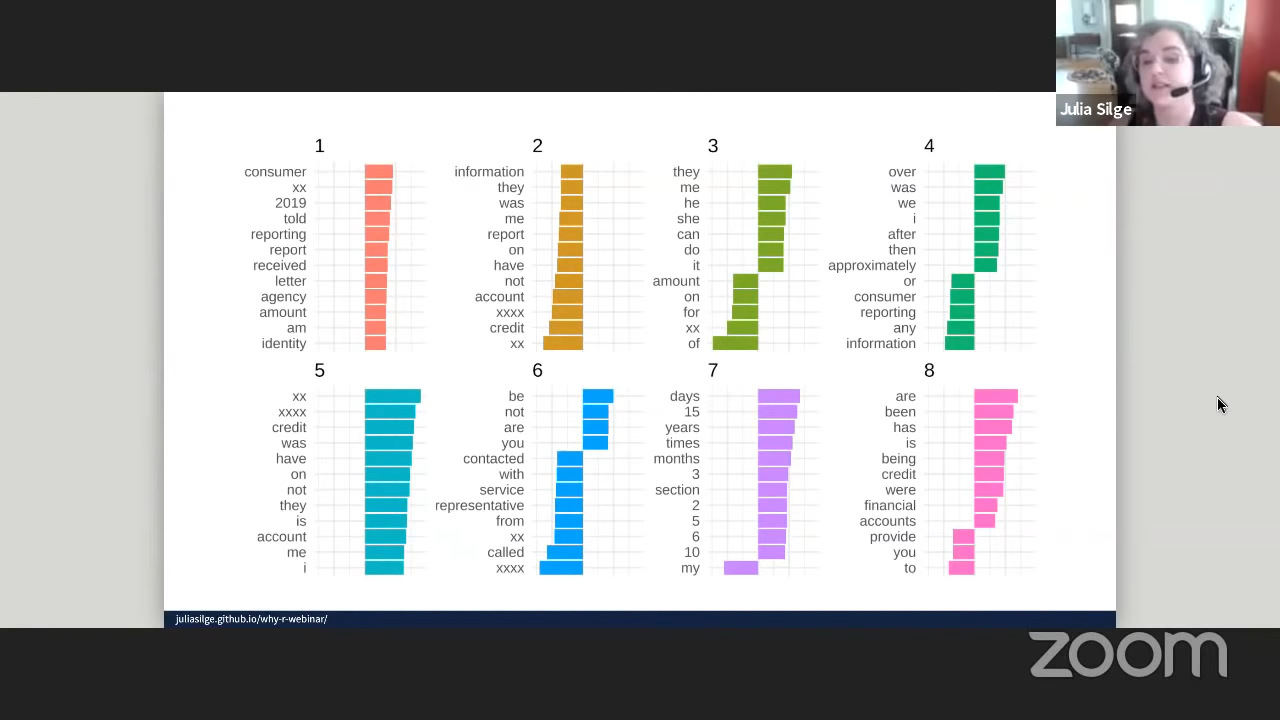 Julia Silge
1
consumer
xx
2019
told
reporting
report
received
letter
agency
amount
am
identity
2
information
they
was
me
report
on
have
not
account
xxxx
credit
xx
3
they
me
he
she
can
do
it
amount
on
for
xx
of
4
over
was
we
i
after
then
approximately
or
consumer
reporting
any
information
5
xx
xxxx
credit
was
have
on
not
they
is
account
me
i
6
be
not
are
you
contacted
with
service
representative
from
xx
called
xxxx
7
days
15
years
times
months
3
section
2
5
6
10
my
8
are
been
has
is
being
credit
were
financial
accounts
provide
you
to
juliasilge.github.io/why-r-webinar/
zoom